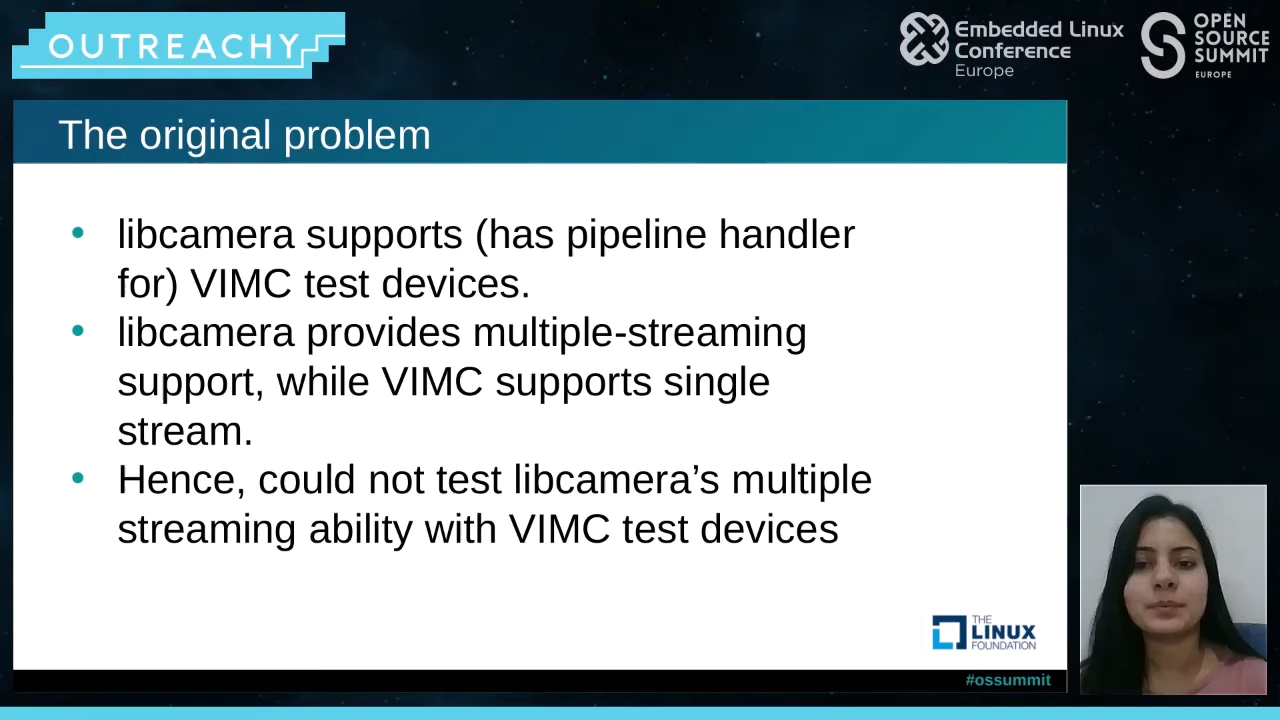 OUTREACHY
Embedded Linux
Conference
Europe
OPEN
SOURCE
SUMMIT
EUROPE
The original problem
• libcamera supports (has pipeline handler
for) VIMC test devices.
• libcamera provides multiple-streaming
support, while VIMC supports single
stream.
• Hence, could not test libcamera’s multiple
streaming ability with VIMC test devices
THE
LINUX
FOUNDATION
#ossummit